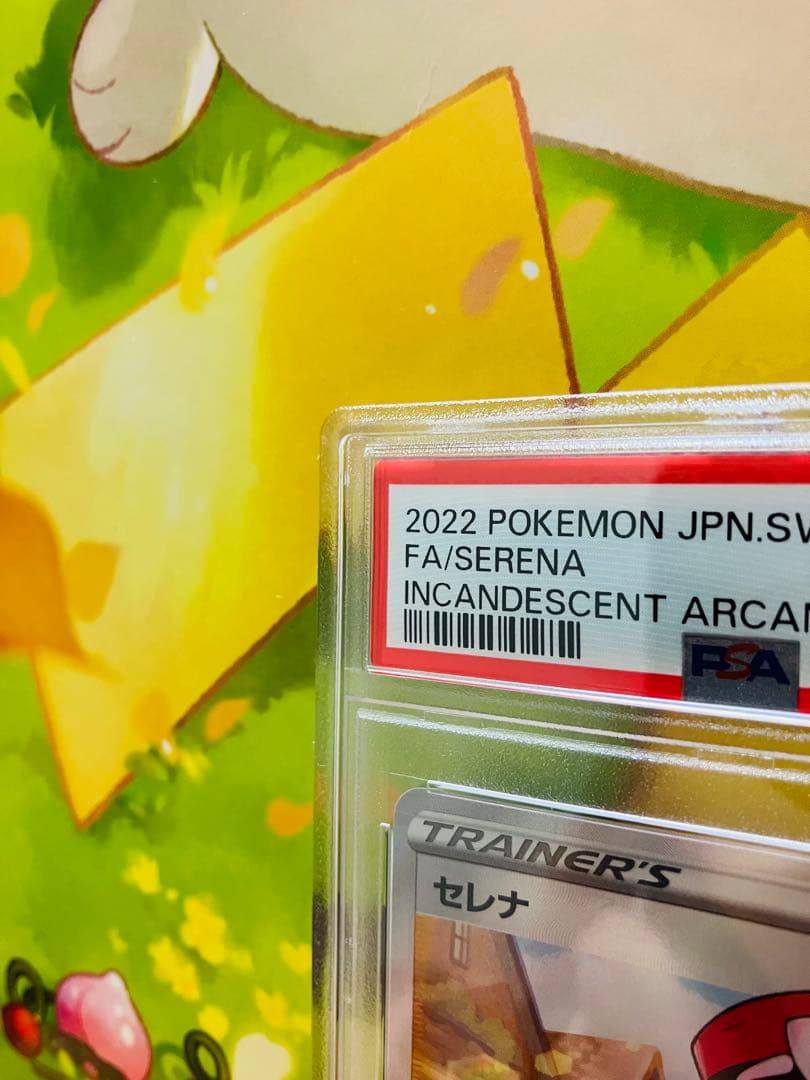 2022 POKEMON JPN.SW
FA/SERENA
INCANDESCENT ARCAN
PSA
TRAINER'S
セレナ